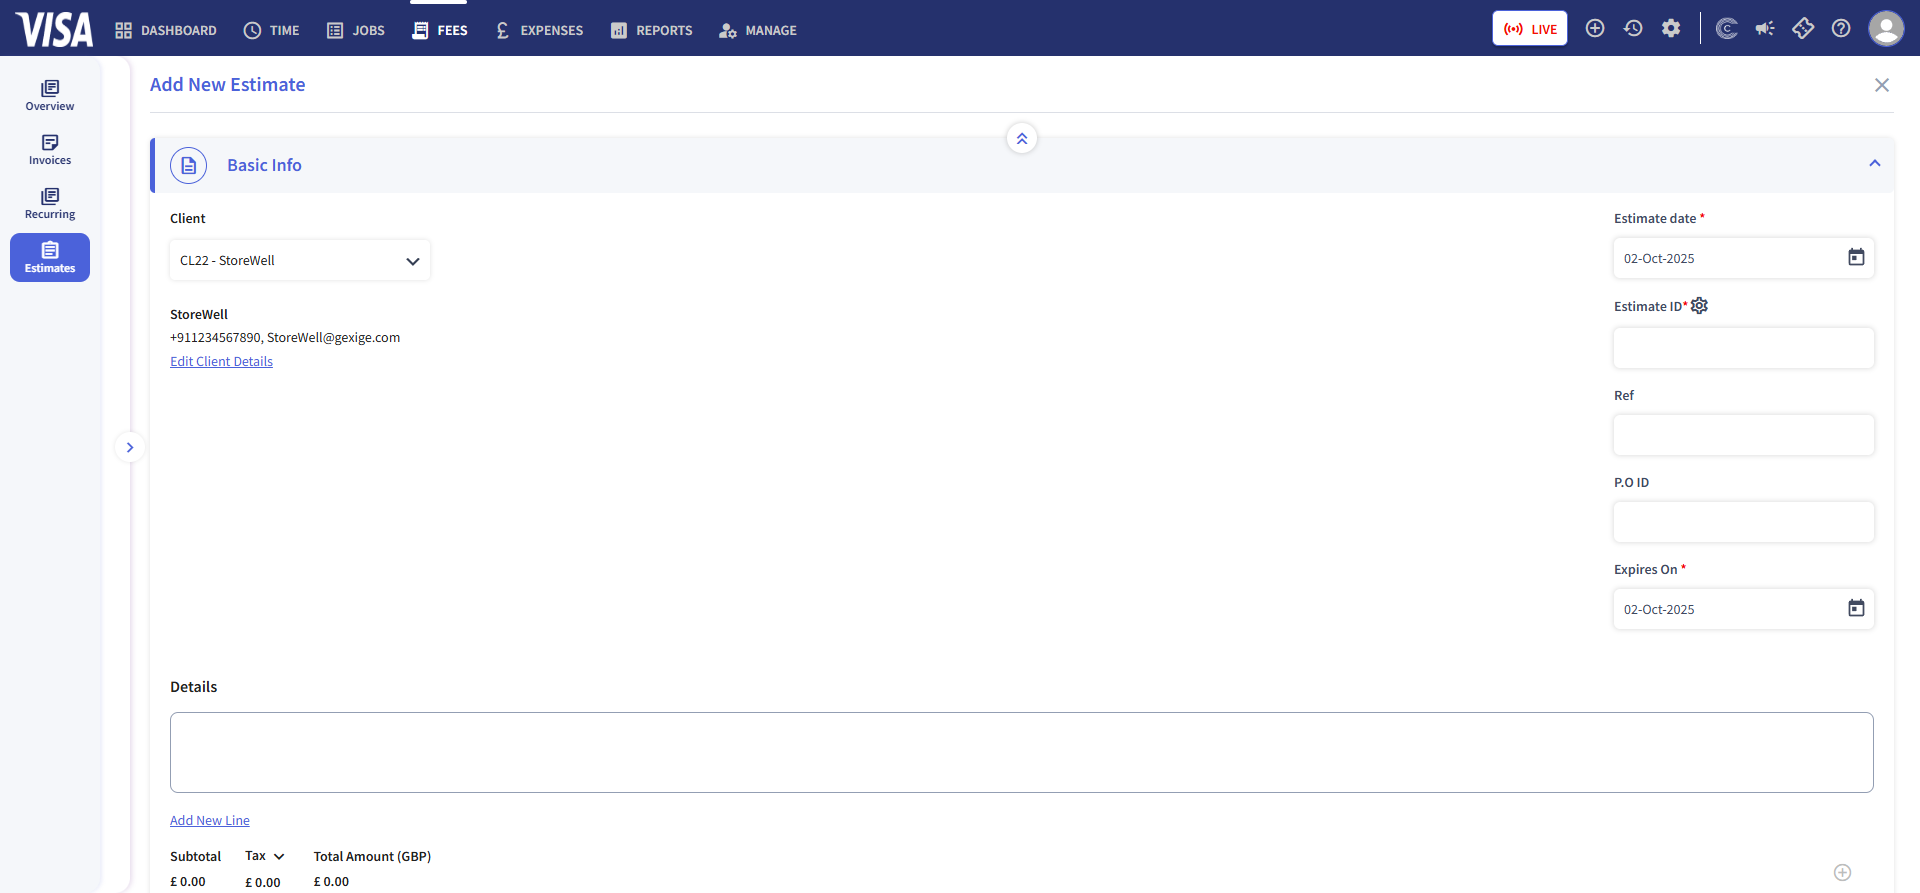 VISA DASHBOARD TIME JOBS FEES EXPENSES REPORTS MANAGE LIVE
Overview
Invoices
Recurring
Estimates
Add New Estimate
Basic Info
Client
CL22 - StoreWell
StoreWell
+911234567890, StoreWell@gexige.com
Edit Client Details
Estimate date *
02-Oct-2025
Estimate ID*
Ref
P.O ID
Expires On *
02-Oct-2025
Details
Add New Line
Subtotal Tax Total Amount (GBP)
£ 0.00 £ 0.00 £ 0.00